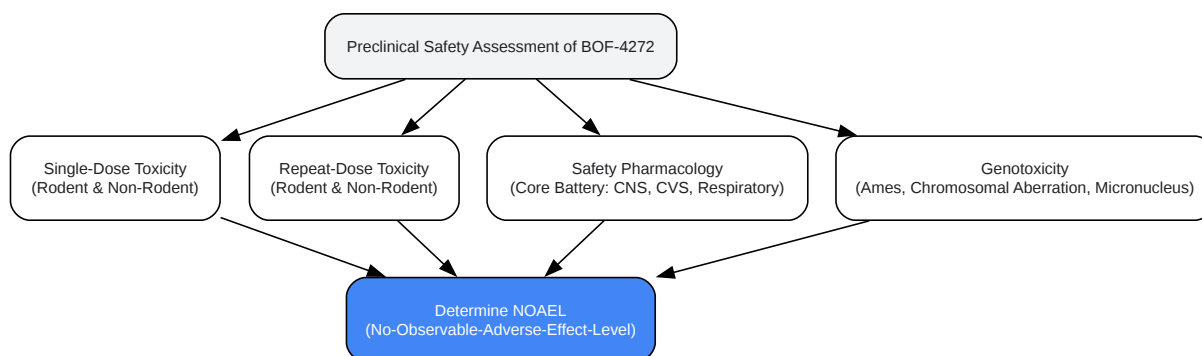 Preclinical Safety Assessment of BOF-4272
Single-Dose Toxicity
(Rodent & Non-Rodent)
Repeat-Dose Toxicity
(Rodent & Non-Rodent)
Safety Pharmacology
(Core Battery: CNS, CVS, Respiratory)
Genotoxicity
(Ames, Chromosomal Aberration, Micronucleus)
Determine NOAEL
(No-Observable-Adverse-Effect-Level)